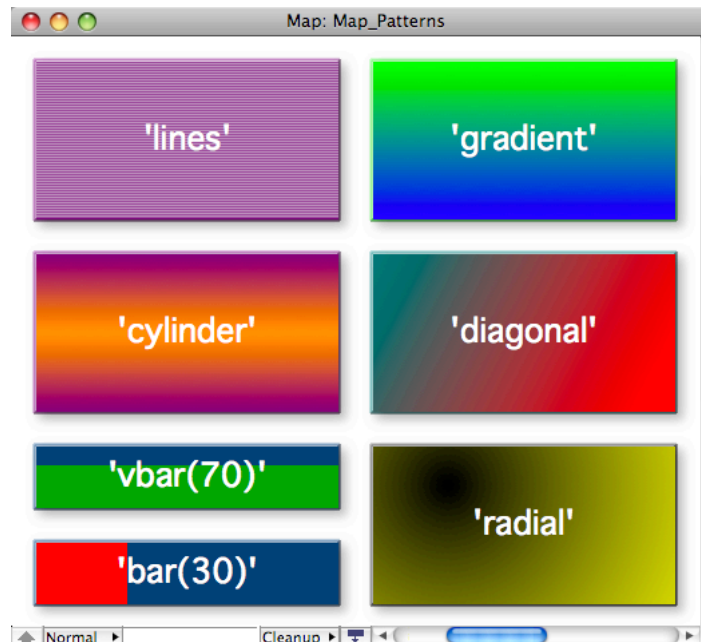 Map: Map_Patterns
'lines'
'gradient'
'cylinder'
'diagonal'
'vbar(70)'
'radial'
'bar(30)'
Normal
Cleanup